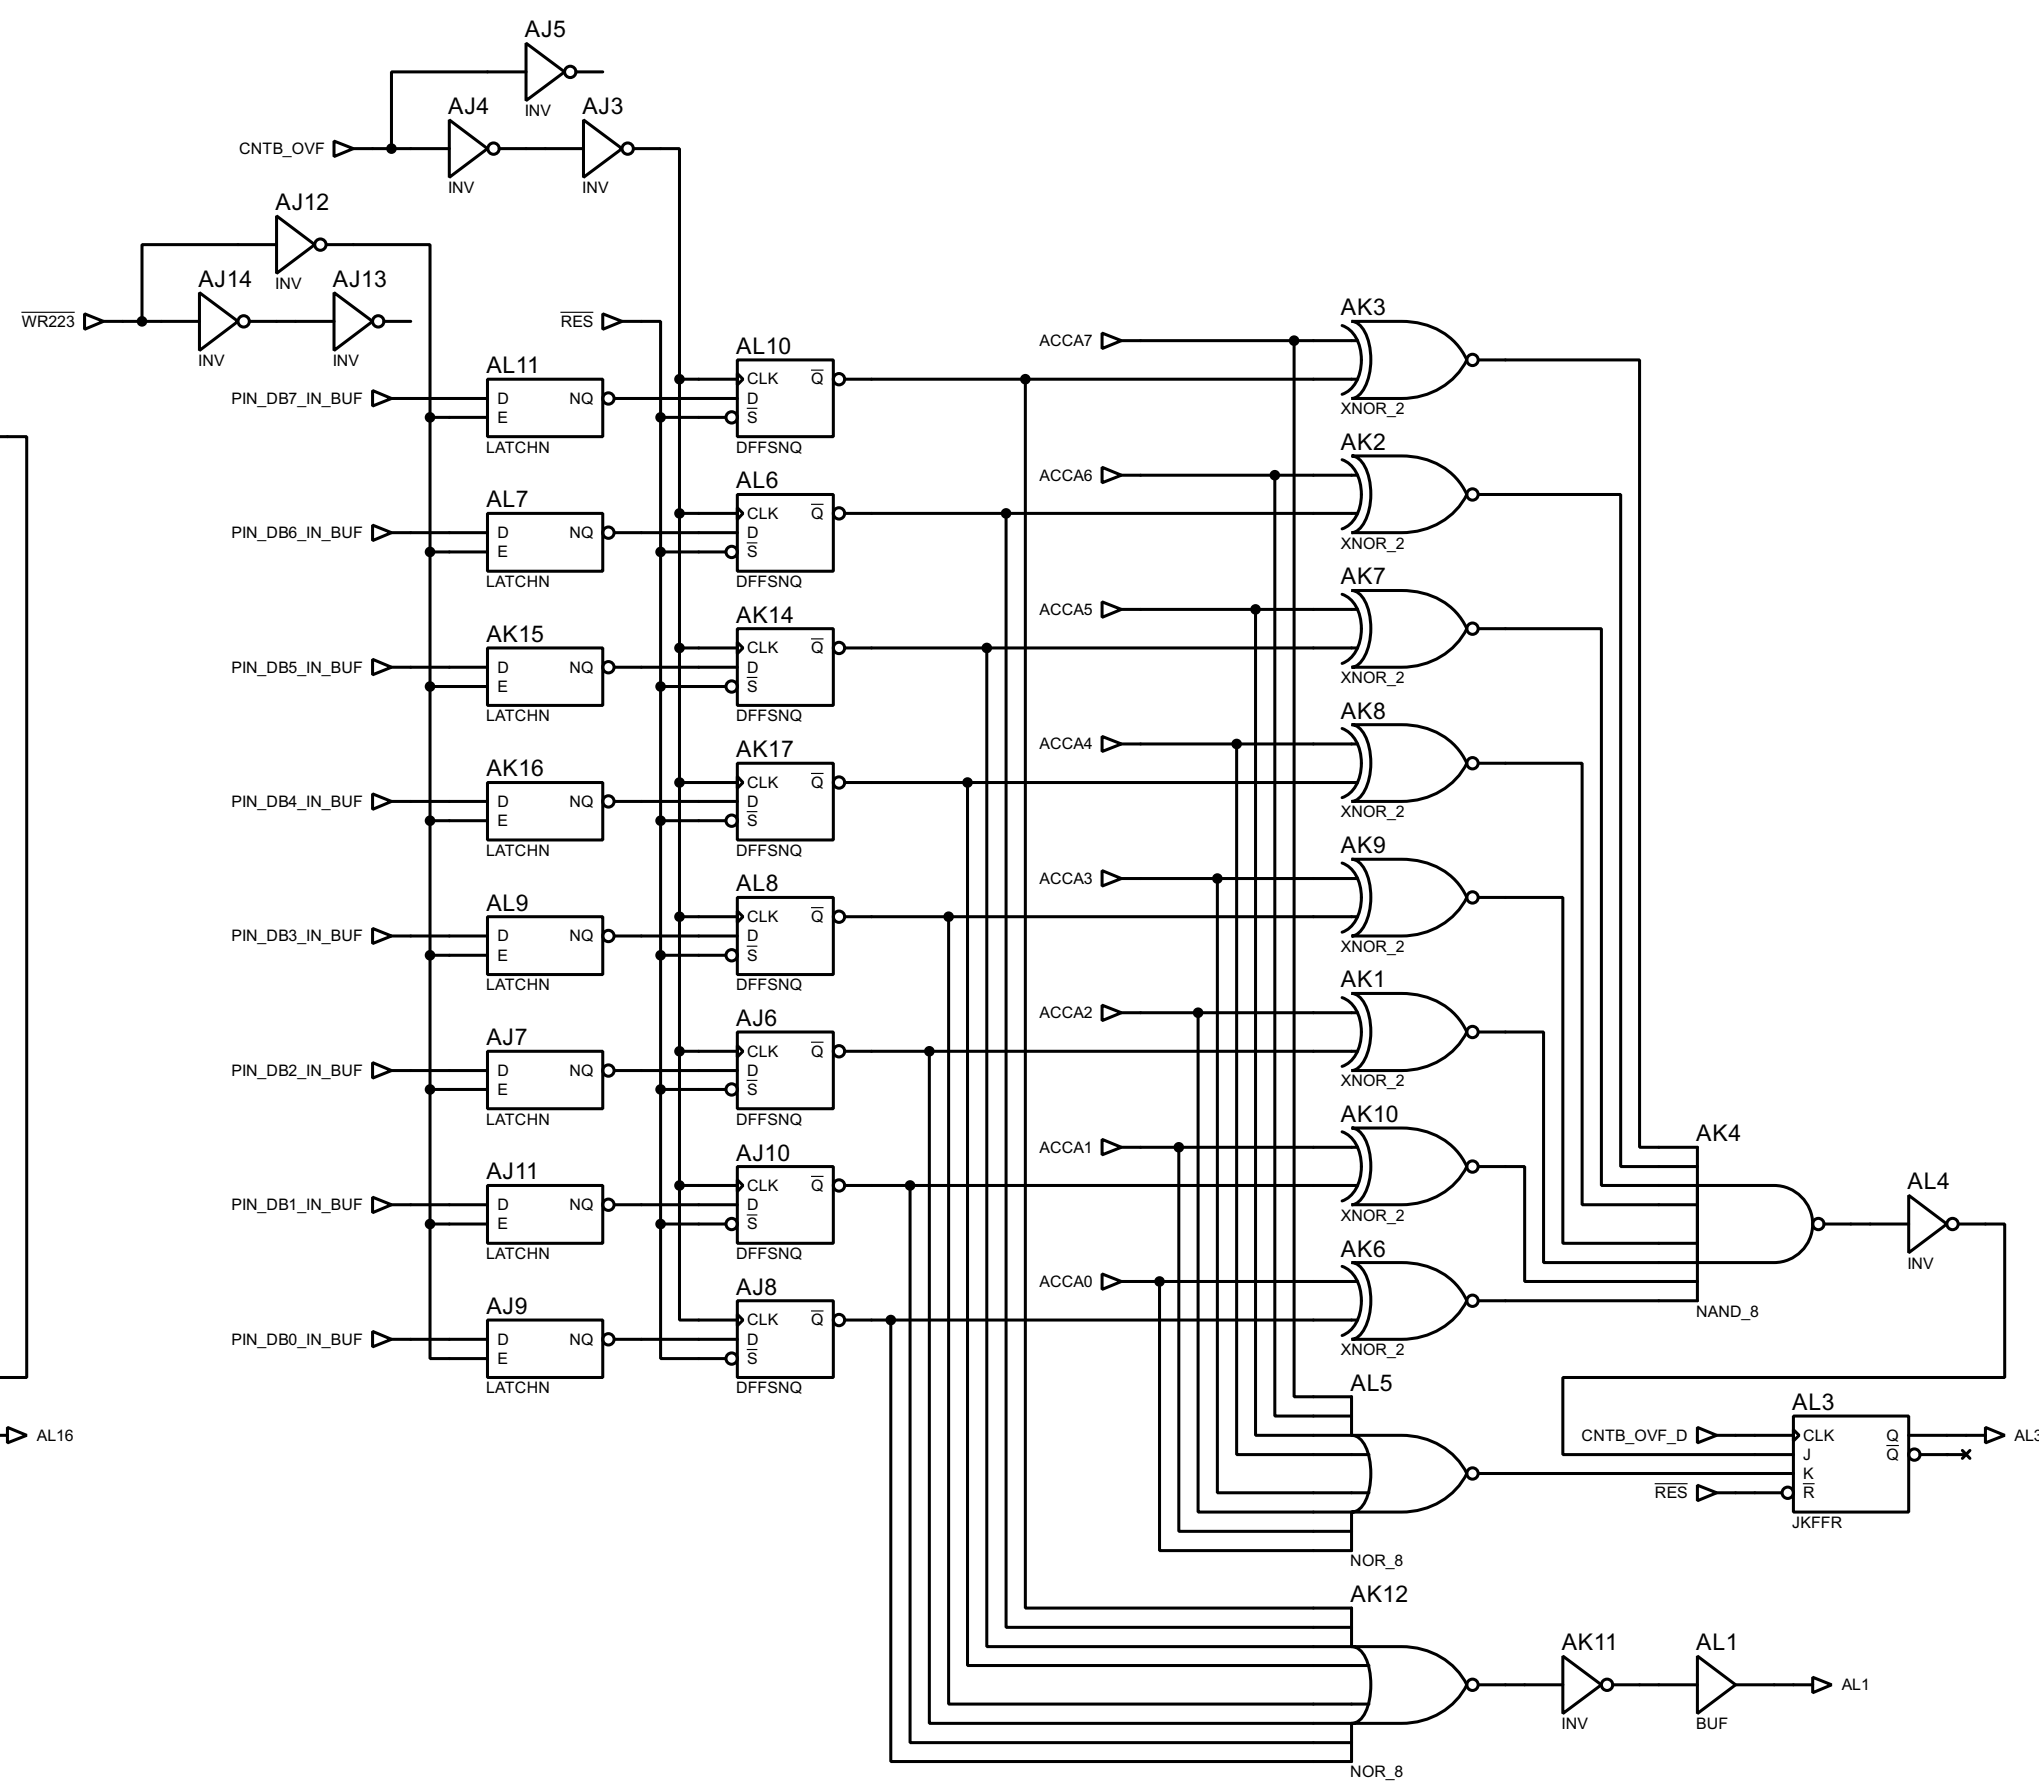 AJ5
INV
AJ4
AJ3
CNTB_OVF
INV
INV
AJ12
INV
AJ14
AJ13
WR223
INV
INV
RES
AL11
PIN_DB7_IN_BUF
D
NQ
E
LATCHN
AL10
CLK
Q
D
S
DFFSNQ
ACCA7
AK3
XNOR_2
AL7
PIN_DB6_IN_BUF
D
NQ
E
LATCHN
AL6
CLK
Q
D
S
DFFSNQ
ACCA6
AK2
XNOR_2
AK15
PIN_DB5_IN_BUF
D
NQ
E
LATCHN
AK14
CLK
Q
D
S
DFFSNQ
ACCA5
AK7
XNOR_2
AK16
PIN_DB4_IN_BUF
D
NQ
E
LATCHN
AK17
CLK
Q
D
S
DFFSNQ
ACCA4
AK8
XNOR_2
AL9
PIN_DB3_IN_BUF
D
NQ
E
LATCHN
AL8
CLK
Q
D
S
DFFSNQ
ACCA3
AK9
XNOR_2
AJ7
PIN_DB2_IN_BUF
D
NQ
E
LATCHN
AJ6
CLK
Q
D
S
DFFSNQ
ACCA2
AK1
XNOR_2
AJ11
PIN_DB1_IN_BUF
D
NQ
E
LATCHN
AJ10
CLK
Q
D
S
DFFSNQ
ACCA1
AK10
XNOR_2
AJ9
PIN_DB0_IN_BUF
D
NQ
E
LATCHN
AJ8
CLK
Q
D
S
DFFSNQ
ACCA0
AK6
XNOR_2
AK4
NAND_8
AL4
INV
AL16
AL5
NOR_8
AL3
CNTB_OVF_D
CLK
J
K
R
Q
Q
RES
JKFFR
AL3
AK12
NOR_8
AK11
INV
AL1
BUF
AL1